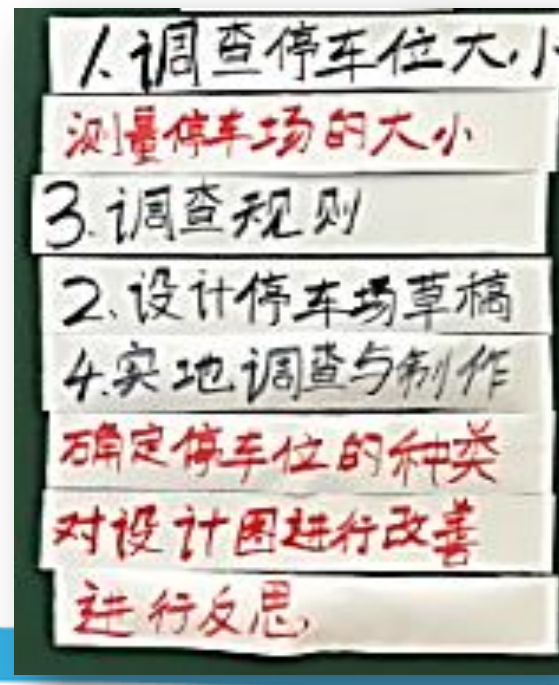 1.调查停车位大小
测量停车场的大小
3.调查规则
2.设计停车场草稿
4.实地调查与制作
确定停车位的种类
对设计图进行改善
进行反思